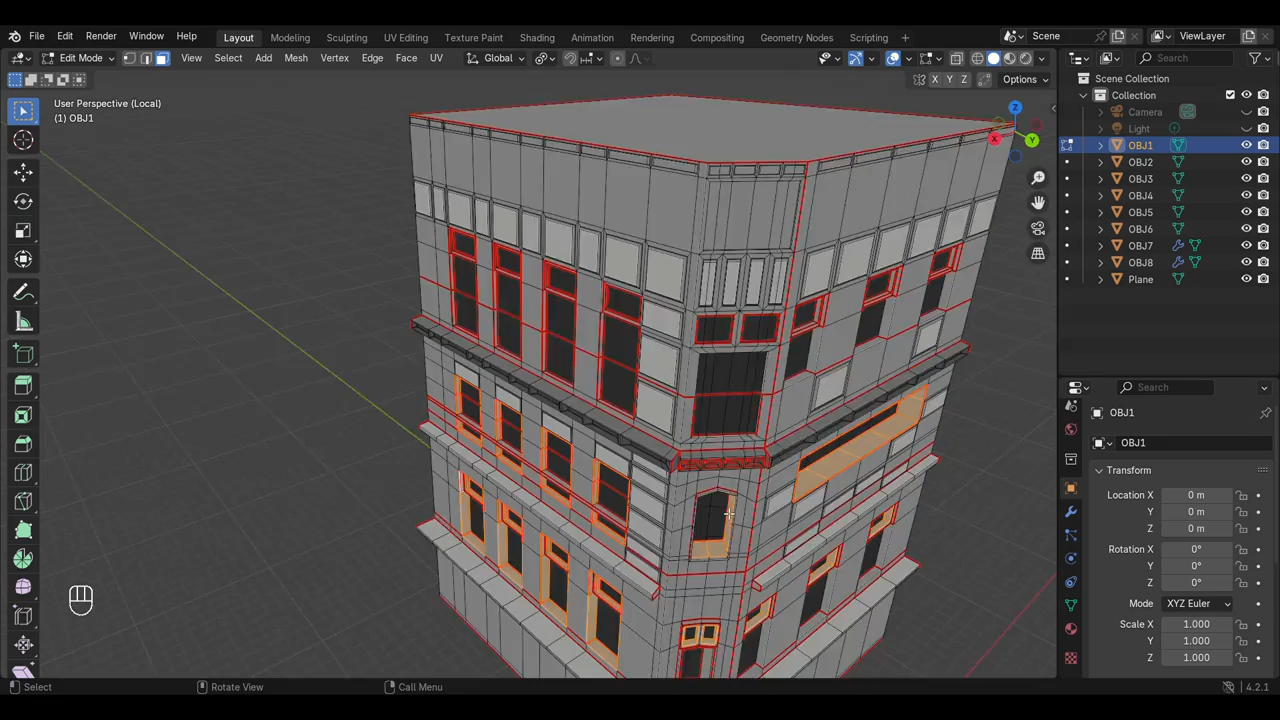 File Edit Render Window Help
Layout Modeling Sculpting UV Editing Texture Paint Shading Animation Rendering Compositing Geometry Nodes Scripting +
Scene
ViewLayer
Edit Mode
View Select Add Mesh Vertex Edge Face UV
Global
X Y Z
Options
User Perspective (Local)
(1) OBJ1
Z
X
Y
Search
Scene Collection
Collection
Camera
Light
OBJ1
OBJ2
OBJ3
OBJ4
OBJ5
OBJ6
OBJ7
OBJ8
Plane
Search
OBJ1
OBJ1
Transform
Location X 0 m
Y 0 m
Z 0 m
Rotation X 0°
Y 0°
Z 0°
Mode XYZ Euler
Scale X 1.000
Y 1.000
Z 1.000
Select
Rotate View
Call Menu
4.2.1